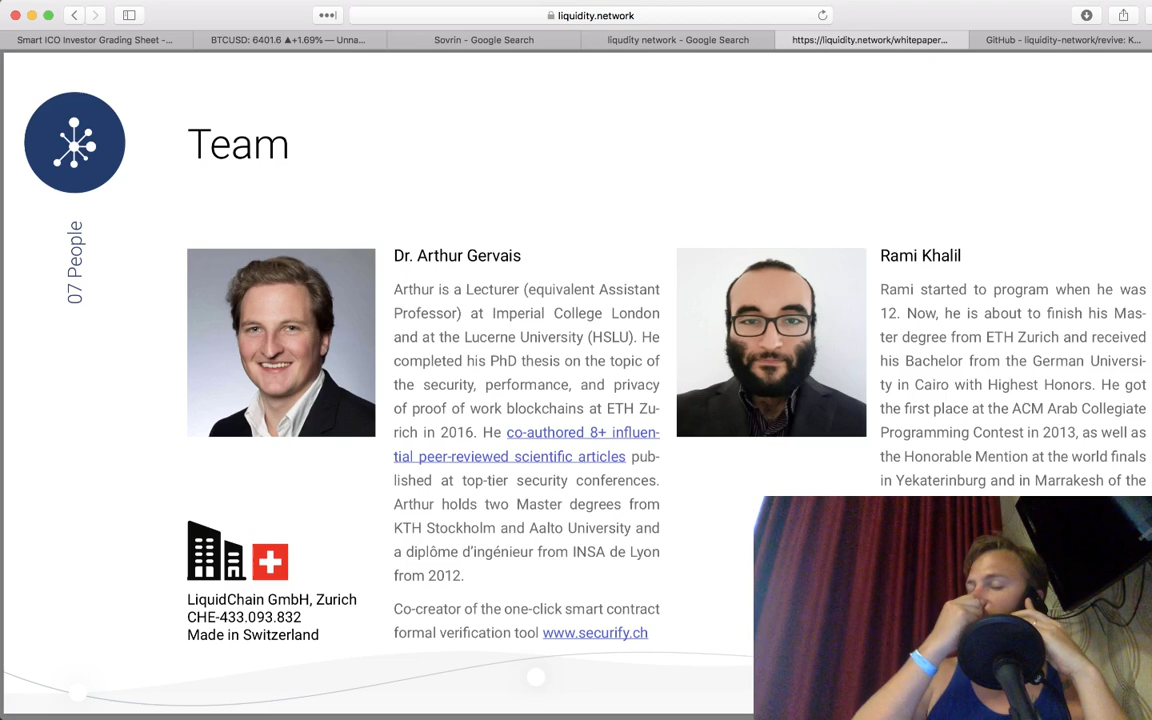 liquidity.network
Smart ICO Investor Grading Sheet -...
BTCUSD: 6401.6 ▲+1.69% — Unna...
Sovrin - Google Search
liqudity network - Google Search
https://liquidity.network/whitepaper...
GitHub - liquidity-network/revive: K...
07 People
Team
Dr. Arthur Gervais
Arthur is a Lecturer (equivalent Assistant
Professor) at Imperial College London
and at the Lucerne University (HSLU). He
completed his PhD thesis on the topic of
the security, performance, and privacy
of proof of work blockchains at ETH Zu-
rich in 2016. He co-authored 8+ influen-
tial peer-reviewed scientific articles pub-
lished at top-tier security conferences.
Arthur holds two Master degrees from
KTH Stockholm and Aalto University and
a diplôme d'ingénieur from INSA de Lyon
from 2012.
Co-creator of the one-click smart contract
formal verification tool www.securify.ch
Rami Khalil
Rami started to program when he was
12. Now, he is about to finish his Mas-
ter degree from ETH Zurich and received
his Bachelor from the German Universi-
ty in Cairo with Highest Honors. He got
the first place at the ACM Arab Collegiate
Programming Contest in 2013, as well as
the Honorable Mention at the world finals
in Yekaterinburg and in Marrakesh of the
LiquidChain GmbH, Zurich
CHE-433.093.832
Made in Switzerland